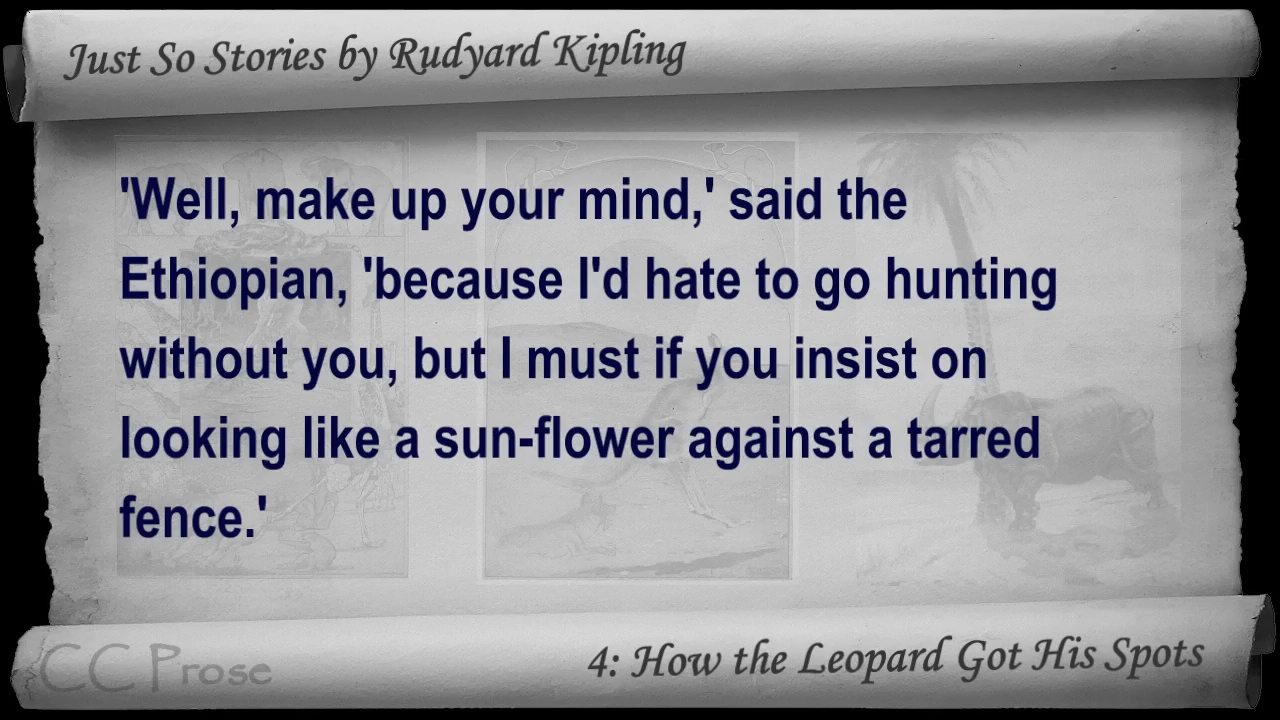 Just So Stories by Rudyard Kipling
'Well, make up your mind,' said the
Ethiopian, 'because I'd hate to go hunting
without you, but I must if you insist on
looking like a sun-flower against a tarred
fence.'
CC Prose
4: How the Leopard Got His Spots